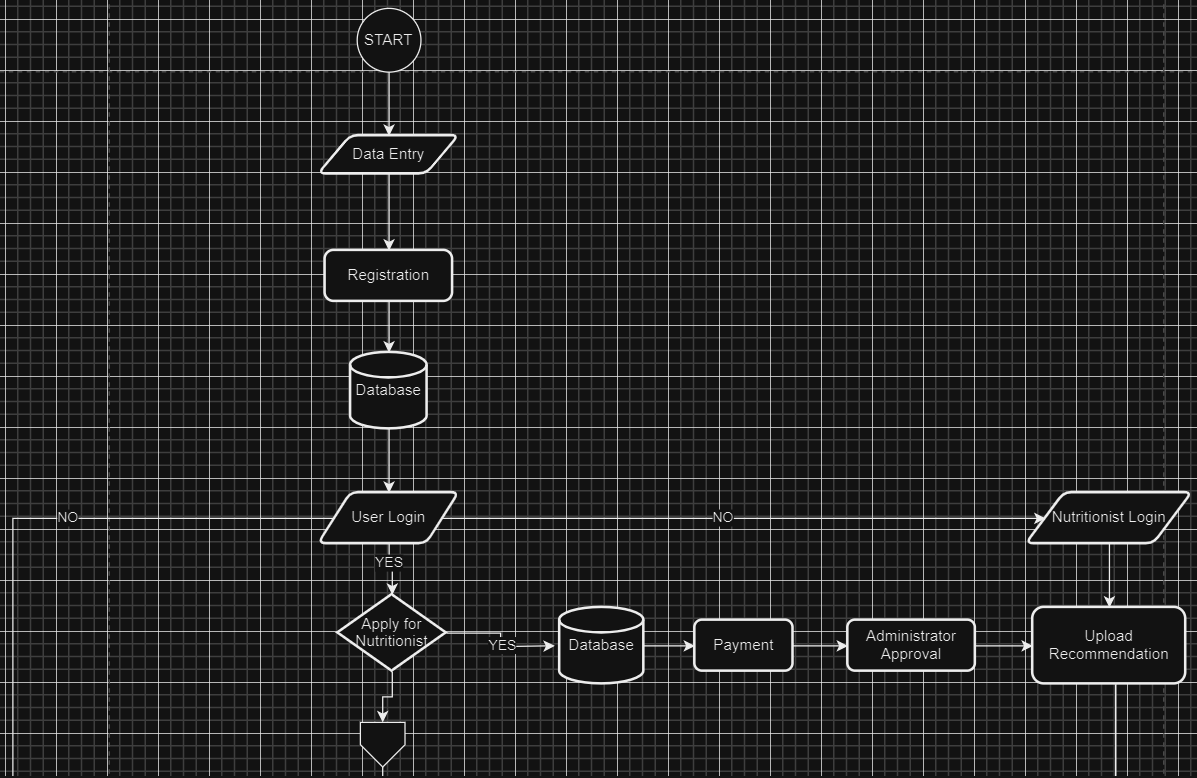 START
Data Entry
Registration
Database
NO
User Login
NO
Nutritionist Login
YES
Apply for
Nutritionist
YES
Database
Payment
Administrator
Approval
Upload
Recommendation